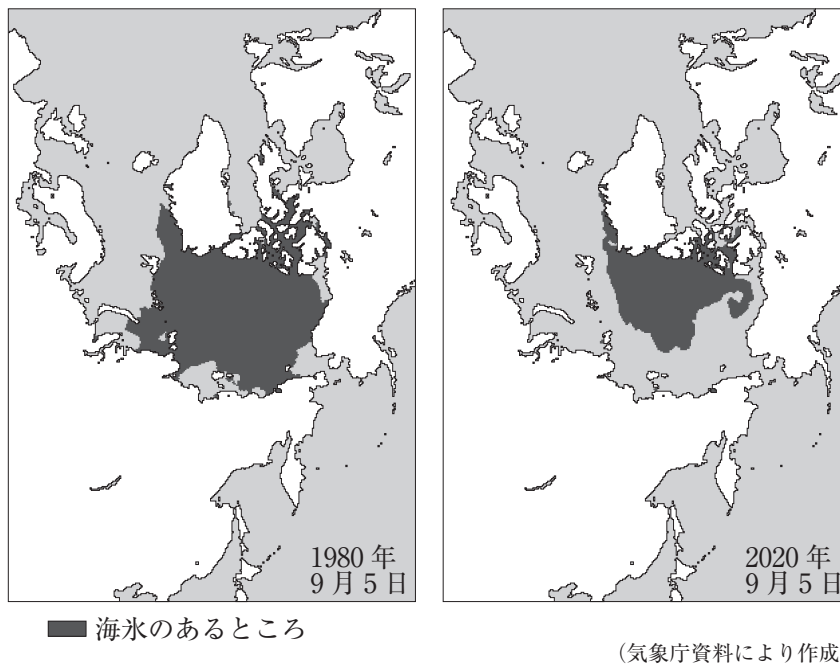 1980 年
9 月 5 日
2020 年
9 月 5 日
海氷のあるところ
（気象庁資料により作成